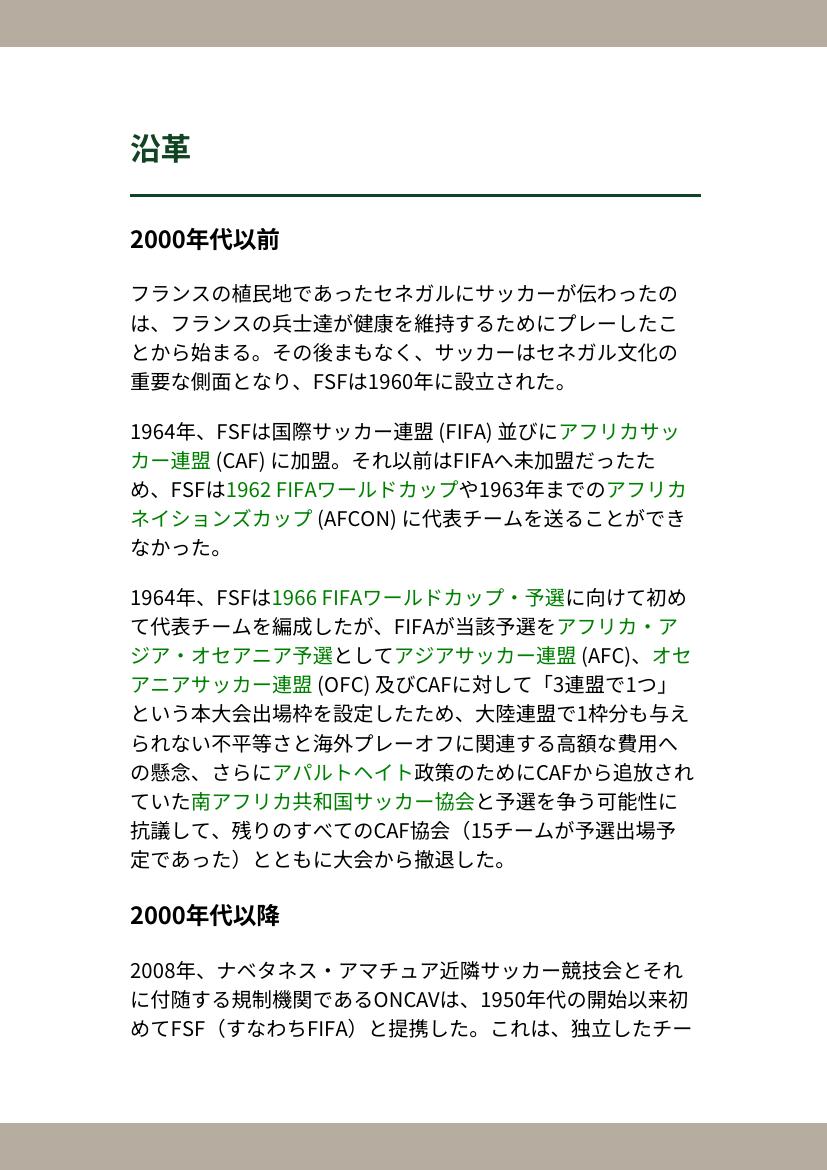 沿革
2000年代以前
フランスの植民地であったセネガルにサッカーが伝わったの
は、フランスの兵士達が健康を維持するためにプレーしたこ
とから始まる。その後まもなく、サッカーはセネガル文化の
重要な側面となり、FSFは1960年に設立された。
1964年、FSFは国際サッカー連盟 (FIFA) 並びにアフリカサッ
カー連盟 (CAF) に加盟。それ以前はFIFAへ未加盟だったた
め、FSFは1962 FIFAワールドカップや1963年までのアフリカ
ネイションズカップ (AFCON) に代表チームを送ることができ
なかった。
1964年、FSFは1966 FIFAワールドカップ・予選に向けて初め
て代表チームを編成したが、FIFAが当該予選をアフリカ・ア
ジア・オセアニア予選としてアジアサッカー連盟 (AFC)、オセ
アニアサッカー連盟 (OFC) 及びCAFに対して「3連盟で1つ」
という本大会出場枠を設定したため、大陸連盟で1枠分も与え
られない不平等さと海外プレーオフに関連する高額な費用へ
の懸念、さらにアパルトヘイト政策のためにCAFから追放され
ていた南アフリカ共和国サッカー協会と予選を争う可能性に
抗議して、残りのすべてのCAF協会（15チームが予選出場予
定であった）とともに大会から撤退した。
2000年代以降
2008年、ナベタネス・アマチュア近隣サッカー競技会とそれ
に付随する規制機関であるONCAVは、1950年代の開始以来初
めてFSF（すなわちFIFA）と提携した。これは、独立したチー